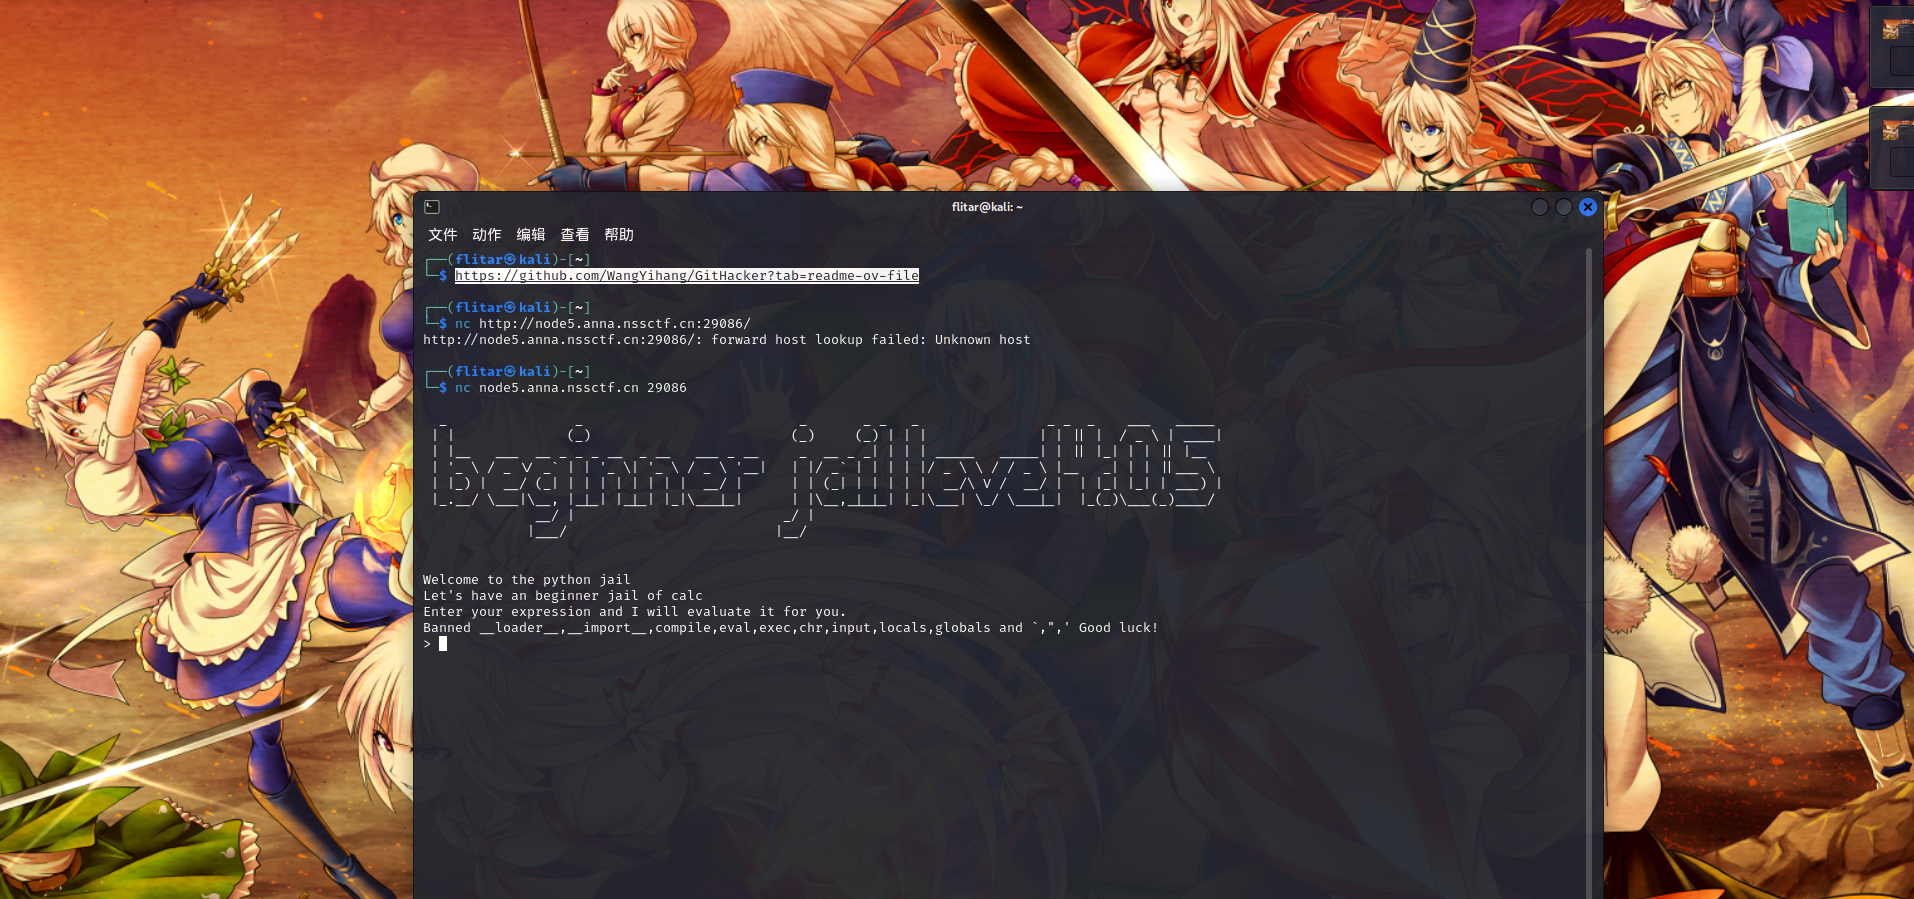 flitar@kali: ~
文件 动作 编辑 查看 帮助
┌──(flitar㉿kali)-[~]
└─$ https://github.com/WangYihang/GitHacker?tab=readme-ov-file
┌──(flitar㉿kali)-[~]
└─$ nc http://node5.anna.nssctf.cn:29086/
http://node5.anna.nssctf.cn:29086/: forward host lookup failed: Unknown host
┌──(flitar㉿kali)-[~]
└─$ nc node5.anna.nssctf.cn 29086
Welcome to the python jail
Let's have an beginner jail of calc
Enter your expression and I will evaluate it for you.
Banned __loader__,__import__,compile,eval,exec,chr,input,locals,globals and `,",' Good luck!
>